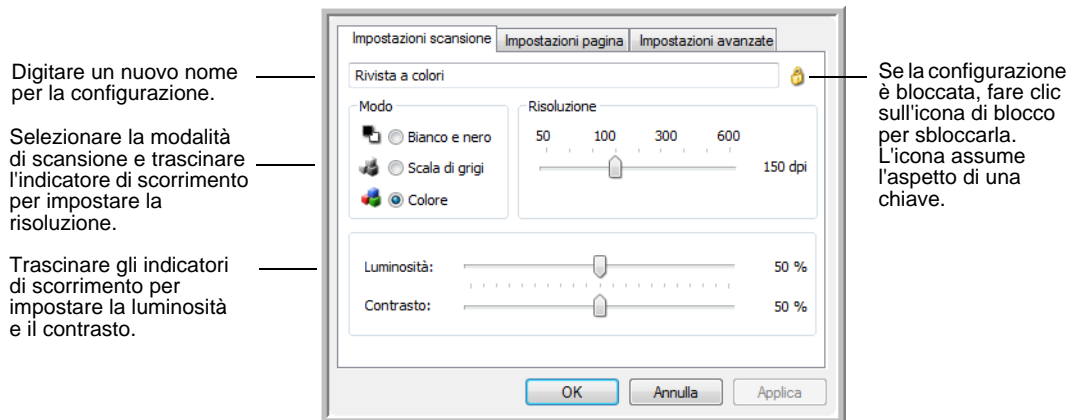 Digitare un nuovo nome
per la configurazione.
Selezionare la modalità
di scansione e trascinare
l'indicatore di scorrimento
per impostare la
risoluzione.
Trascinare gli indicatori
di scorrimento per
impostare la luminosità
e il contrasto.
Impostazioni scansione
Impostazioni pagina
Impostazioni avanzate
Rivista a colori
Modo
Bianco e nero
Scala di grigi
Colore
Risoluzione
50 100 300 600
150 dpi
Luminosità: 50 %
Contrasto: 50 %
OK
Annulla
Applica
Se la configurazione
è bloccata, fare clic
sull'icona di blocco
per sbloccarla.
L'icona assume
l'aspetto di una
chiave.